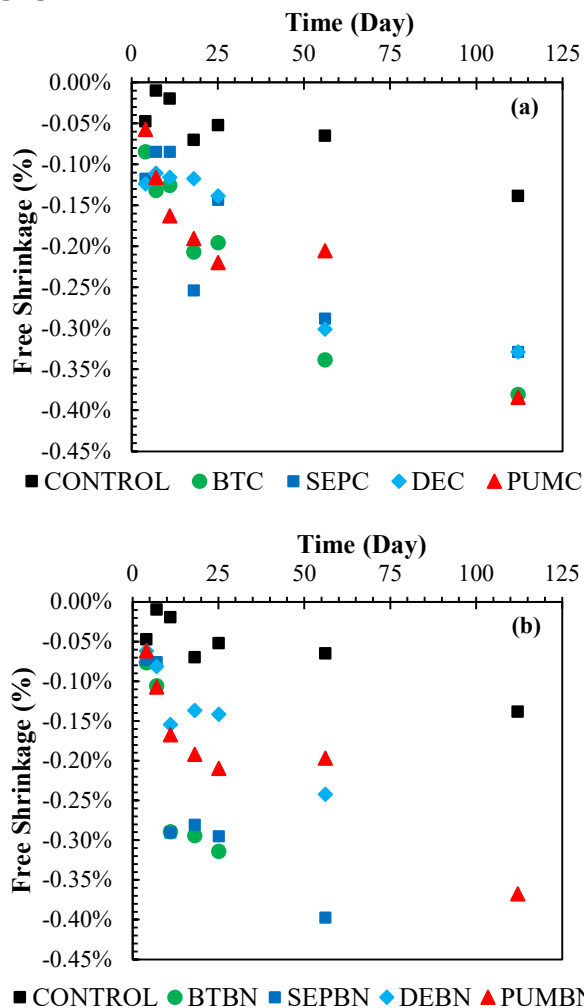 Time (Day)
0 25 50 75 100 125
0.00%
-0.05%
-0.10%
-0.15%
-0.20%
-0.25%
-0.30%
-0.35%
-0.40%
-0.45%
Free Shrinkage (%)
(a)
CONTROL BTC SEPC DEC PUMC
Time (Day)
0 25 50 75 100 125
0.00%
-0.05%
-0.10%
-0.15%
-0.20%
-0.25%
-0.30%
-0.35%
-0.40%
-0.45%
Free Shrinkage (%)
(b)
CONTROL BTBN SEPBN DEBN PUMBN